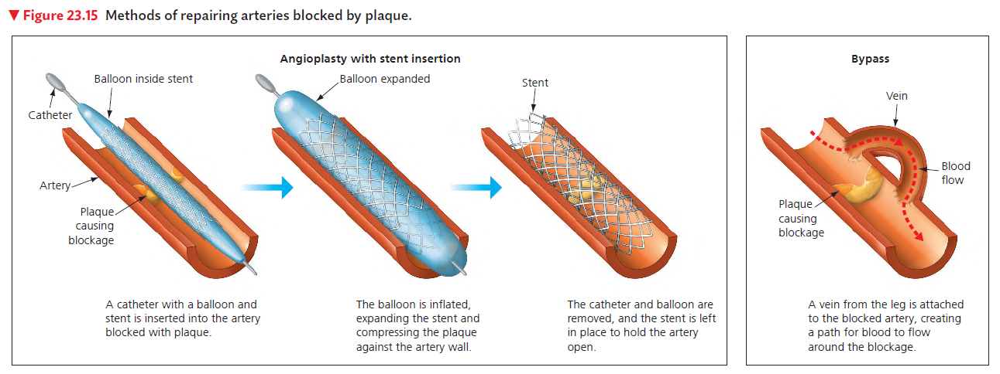 ▼ Figure 23.15 Methods of repairing arteries blocked by plaque.
Angioplasty with stent insertion
Balloon inside stent
Catheter
Artery
Plaque
causing
blockage
A catheter with a balloon and
stent is inserted into the artery
blocked with plaque.
Balloon expanded
The balloon is inflated,
expanding the stent and
compressing the plaque
against the artery wall.
Stent
The catheter and balloon are
removed, and the stent is left
in place to hold the artery
open.
Bypass
Vein
Blood
flow
Plaque
causing
blockage
A vein from the leg is attached
to the blocked artery, creating
a path for blood to flow
around the blockage.